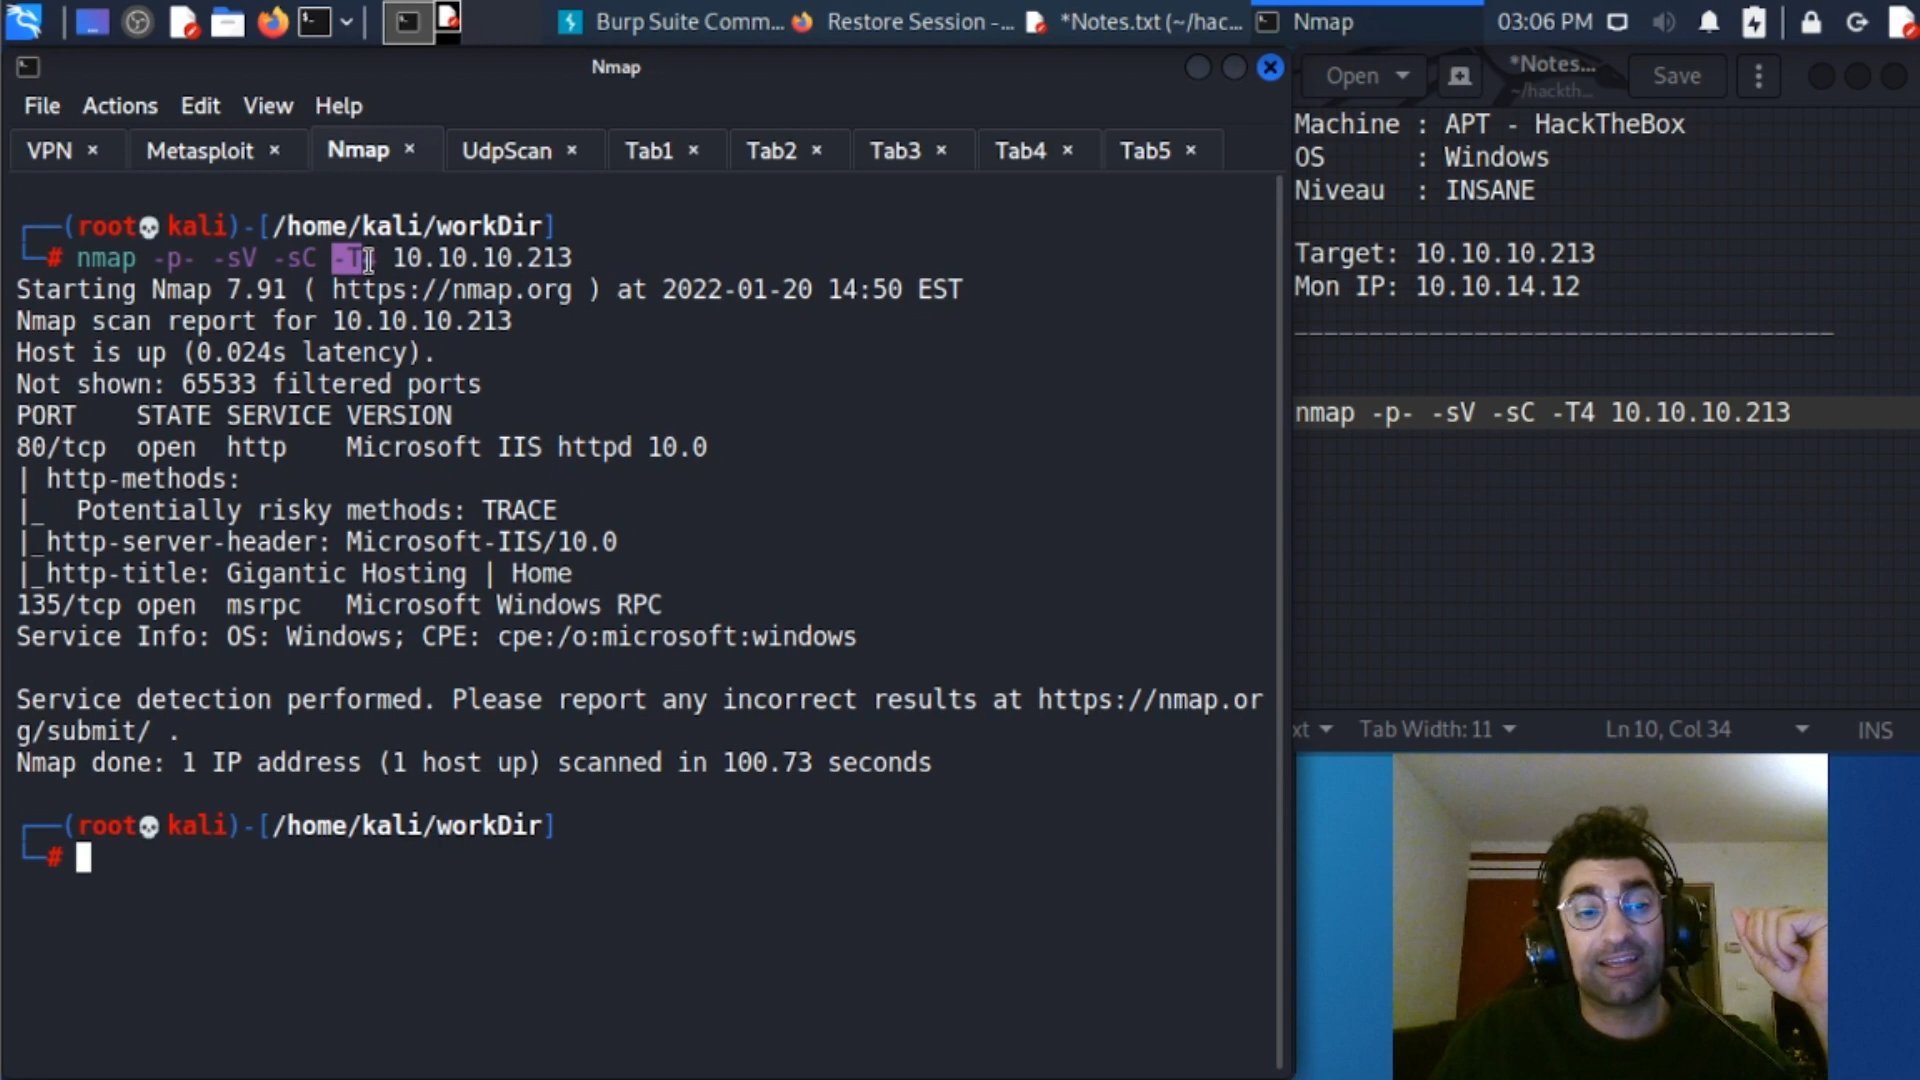 Burp Suite Comm...
Restore Session -...
*Notes.txt (~/hac...
Nmap
03:06 PM
Nmap
File Actions Edit View Help
VPN Metasploit Nmap UdpScan Tab1 Tab2 Tab3 Tab4 Tab5
(root💀kali)-[/home/kali/workDir]
# nmap -p- -sV -sC -T4 10.10.10.213
Starting Nmap 7.91 ( https://nmap.org ) at 2022-01-20 14:50 EST
Nmap scan report for 10.10.10.213
Host is up (0.024s latency).
Not shown: 65533 filtered ports
PORT    STATE SERVICE VERSION
80/tcp  open  http    Microsoft IIS httpd 10.0
| http-methods:
|_  Potentially risky methods: TRACE
|_http-server-header: Microsoft-IIS/10.0
|_http-title: Gigantic Hosting | Home
135/tcp open  msrpc   Microsoft Windows RPC
Service Info: OS: Windows; CPE: cpe:/o:microsoft:windows
Service detection performed. Please report any incorrect results at https://nmap.or
g/submit/ .
Nmap done: 1 IP address (1 host up) scanned in 100.73 seconds
(root💀kali)-[/home/kali/workDir]
#
Open
*Notes...
~/hackth...
Save
Machine : APT - HackTheBox
OS      : Windows
Niveau  : INSANE
Target: 10.10.10.213
Mon IP: 10.10.14.12
____________________________________
nmap -p- -sV -sC -T4 10.10.10.213
xt Tab Width: 11 Ln 10, Col 34 INS